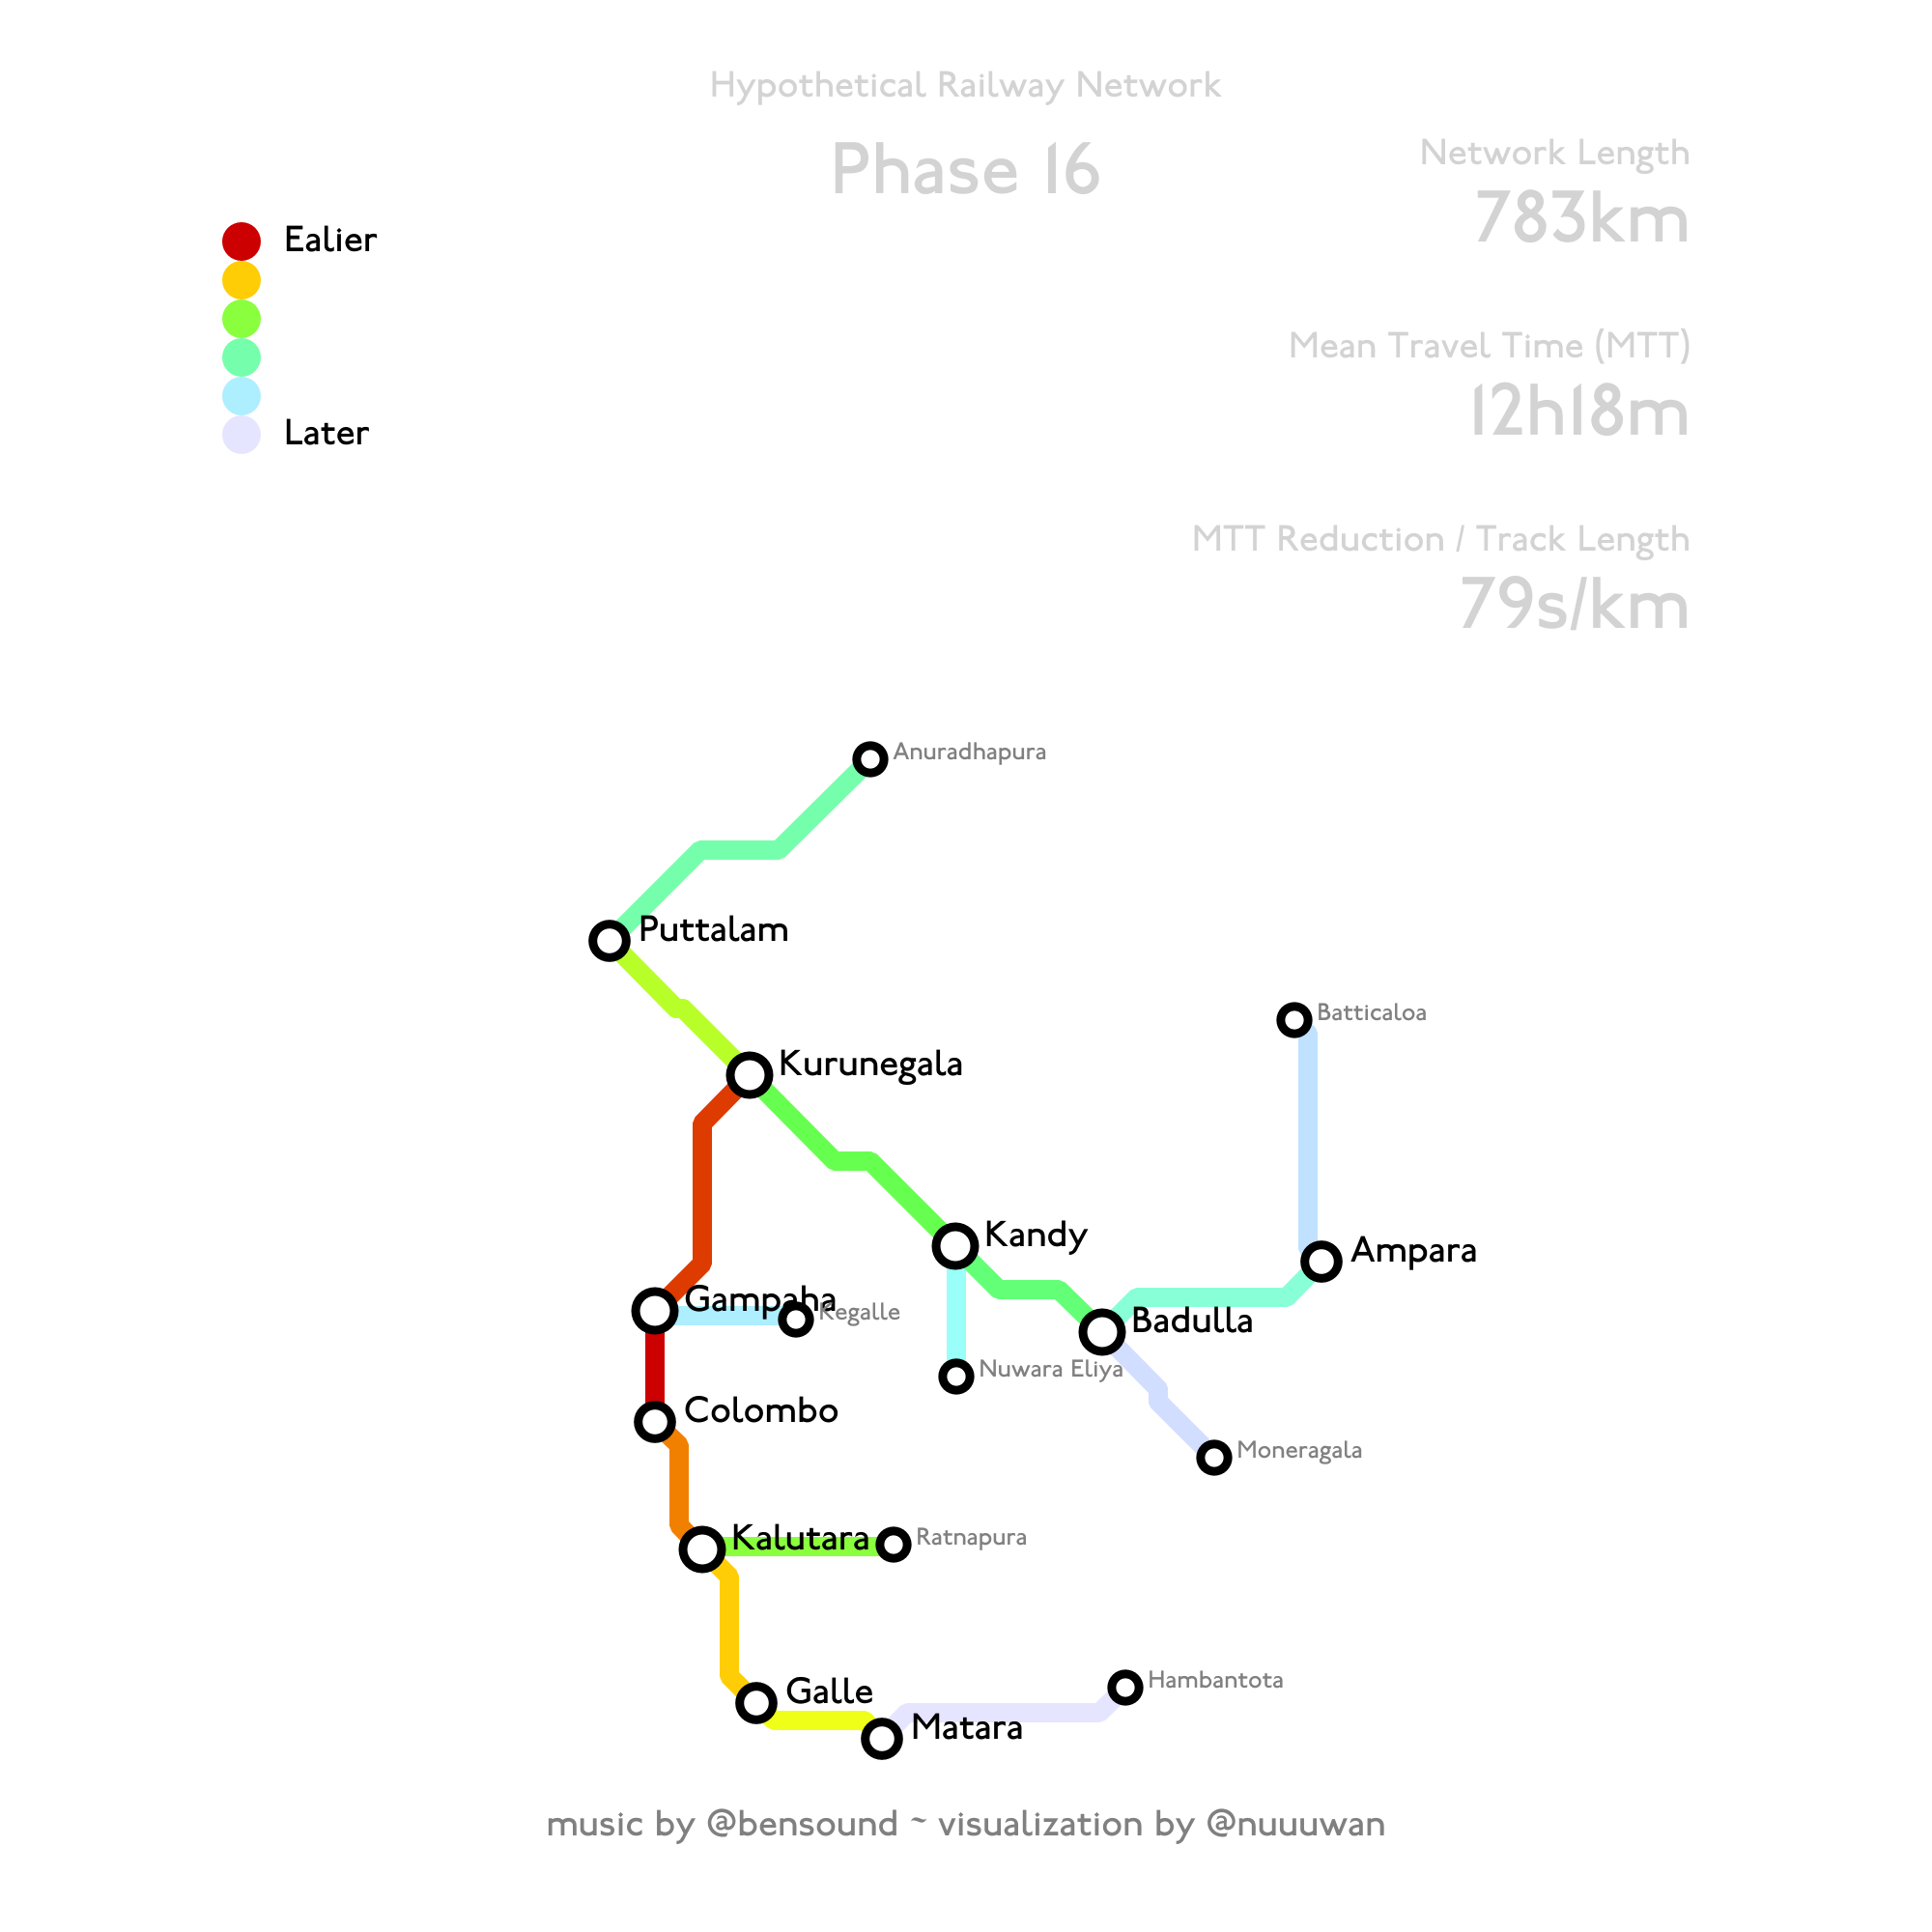 Hypothetical Railway Network
Phase 16
Network Length
783km
Ealier
Mean Travel Time (MTT)
12h18m
Later
MTT Reduction / Track Length
79s/km
Anuradhapura
Puttalam
Batticaloa
Kurunegala
Kandy
Ampara
Gampaha
Kegalle
Badulla
Nuwara Eliya
Colombo
Moneragala
Kalutara
Ratnapura
Hambantota
Galle
Matara
music by @bensound ~ visualization by @nuuuwan